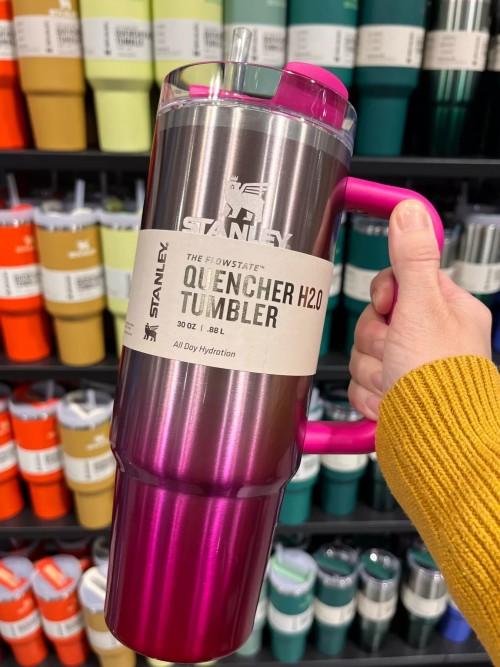 STANLEY
STANLEY
THE FLOWSTATE™
QUENCHER H2.0
TUMBLER
30 OZ | .88 L
All Day Hydration